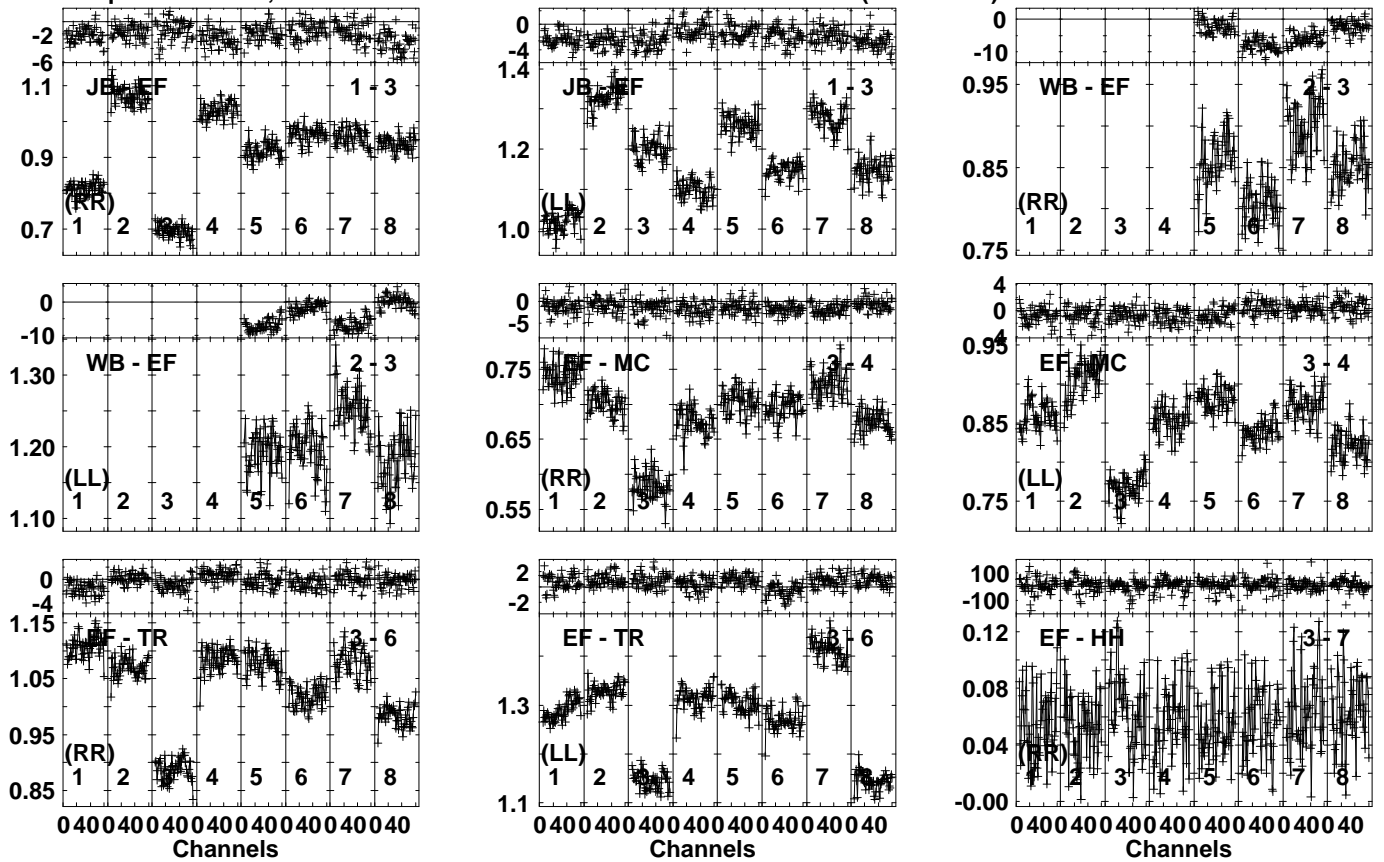 -2
-6
1.1
0.9
0.7
JB - EF
1 - 3
(RR)
1 2 3 4 5 6 7 8
0
-4
1.4
1.2
1.0
JB - EF
1 - 3
(LL)
1 2 3 4 5 6 7 8
0
-10
0.95
0.85
0.75
WB - EF
2 - 3
(RR)
1 2 3 4 5 6 7 8
0
-10
1.30
1.20
1.10
WB - EF
2 - 3
(LL)
1 2 3 4 5 6 7 8
0
-5
0.75
0.65
0.55
EF - MC
3 - 4
(RR)
1 2 3 4 5 6 7 8
4
0
4
0.95
0.85
0.75
EF - MC
3 - 4
(LL)
1 2 3 4 5 6 7 8
0
-4
1.15
1.05
0.95
0.85
EF - TR
3 - 6
(RR)
1 2 3 4 5 6 7 8
2
-2
1.3
1.1
EF - TR
3 - 6
(LL)
1 2 3 4 5 6 7 8
100
-100
0.12
0.08
0.04
-0.00
EF - HH
3 - 7
(RR)
1 2 3 4 5 6 7 8
0 40 0 40 0 40 0 40 0 40 0 40 0 40 0 40
Channels
0 40 0 40 0 40 0 40 0 40 0 40 0 40 0 40
Channels
0 40 0 40 0 40 0 40 0 40 0 40 0 40 0 40
Channels